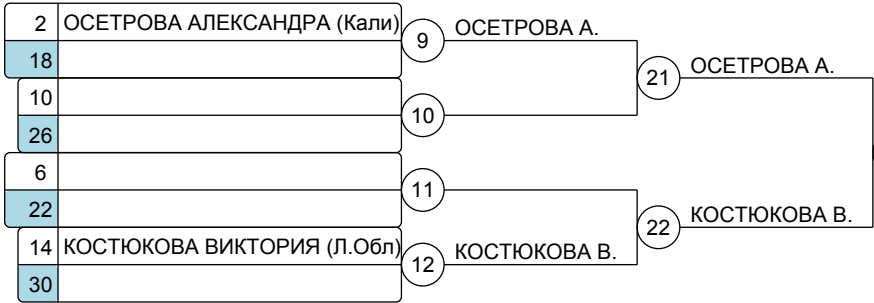 2 ОСЕТРОВА АЛЕКСАНДРА (Кали)
18
9 ОСЕТРОВА А.
10
26
10
21 ОСЕТРОВА А.
6
22
11
14 КОСТЮКОВА ВИКТОРИЯ (Л.Обл)
30
12 КОСТЮКОВА В.
22 КОСТЮКОВА В.